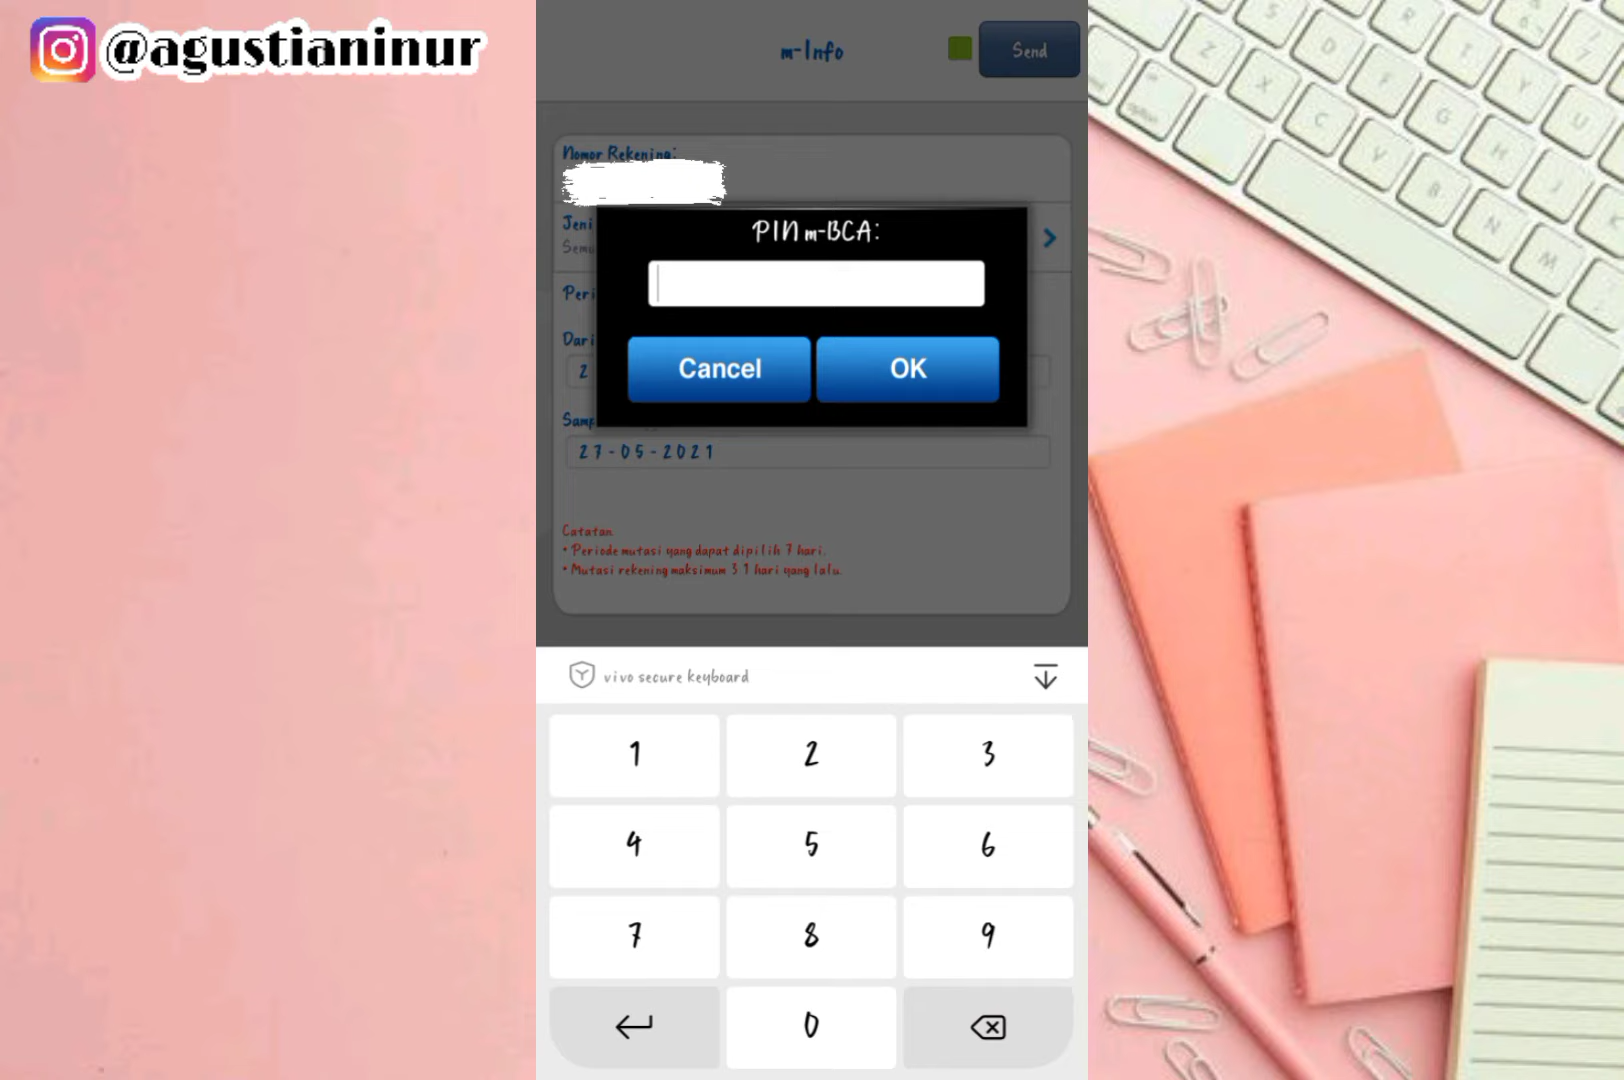 @agustianinur
m-Info
Send
Nomor Rekening:
PIN m-BCA:
Cancel
OK
27-05-2021
Catatan:
• Periode mutasi yang dapat dipilih 7 hari.
• Mutasi rekening maksimum 31 hari yang lalu.
vivo secure keyboard
1 2 3
4 5 6
7 8 9
0